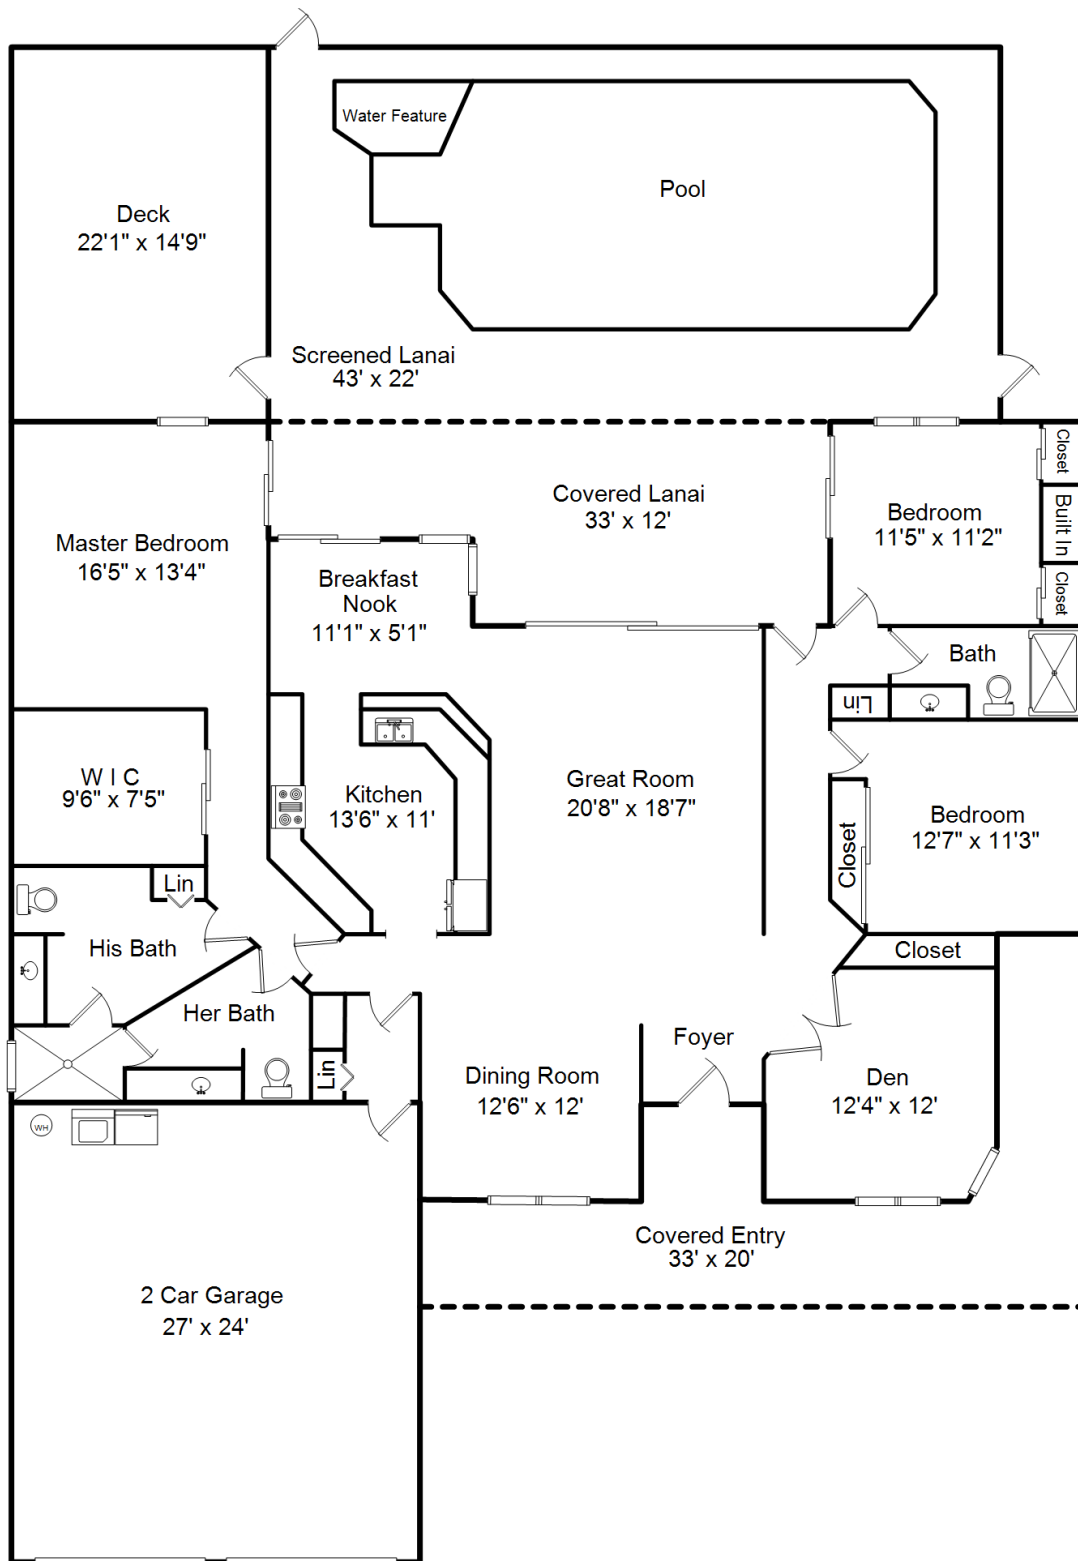 Water Feature
Pool
Deck
22'1" x 14'9"
Screened Lanai
43' x 22'
Covered Lanai
33' x 12'
Bedroom
11'5" x 11'2"
Closet
Built In
Closet
Master Bedroom
16'5" x 13'4"
Breakfast
Nook
11'1" x 5'1"
Bath
Lin
W I C
9'6" x 7'5"
Kitchen
13'6" x 11'
Great Room
20'8" x 18'7"
Bedroom
12'7" x 11'3"
Closet
Lin
His Bath
Closet
Her Bath
Foyer
Lin
Dining Room
12'6" x 12'
Den
12'4" x 12'
WH
Covered Entry
33' x 20'
2 Car Garage
27' x 24'